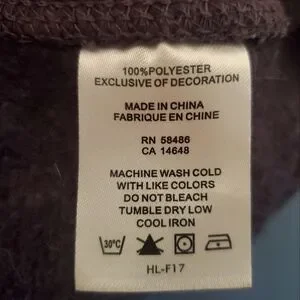 100%POLYESTER
EXCLUSIVE OF DECORATION
MADE IN CHINA
FABRIQUE EN CHINE
RN 58486
CA 14648
MACHINE WASH COLD
WITH LIKE COLORS
DO NOT BLEACH
TUMBLE DRY LOW
COOL IRON
30°C
HL-F17